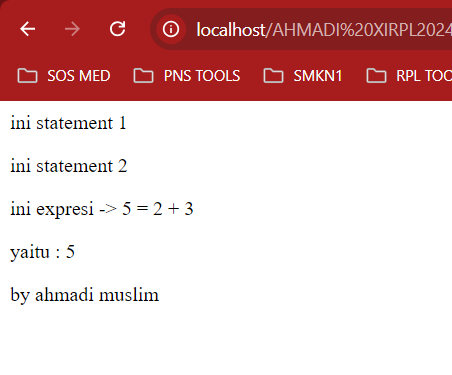 localhost/AHMADI%20XIRPL2024
SOS MED PNS TOOLS SMKN1 RPL TOO
ini statement 1
ini statement 2
ini expresi -> 5 = 2 + 3
yaitu : 5
by ahmadi muslim